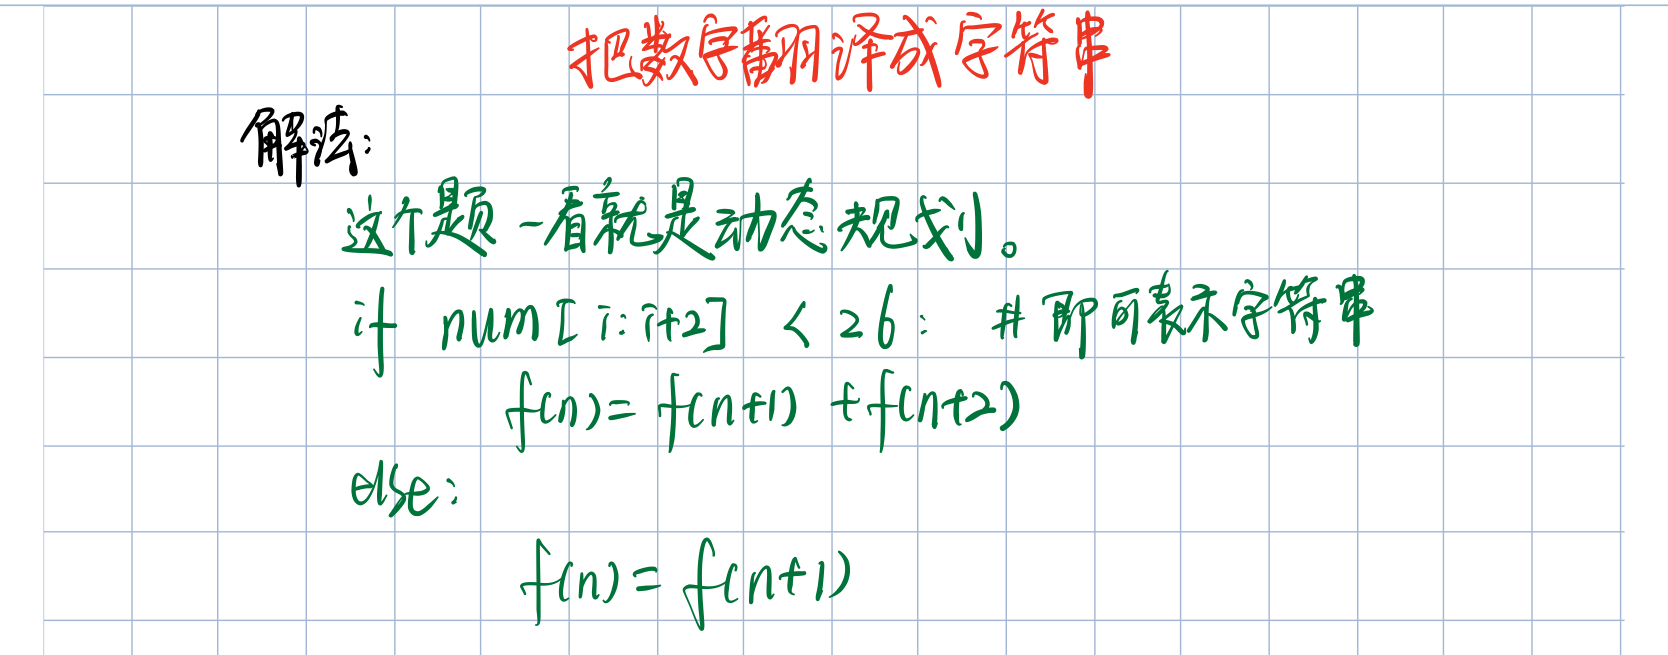 把数字翻译成字符串
解法:
这个题一看就是动态规划。
if num[i:i+2] < 26: # 即可表示字符串
f(n) = f(n+1) + f(n+2)
else:
f(n) = f(n+1)